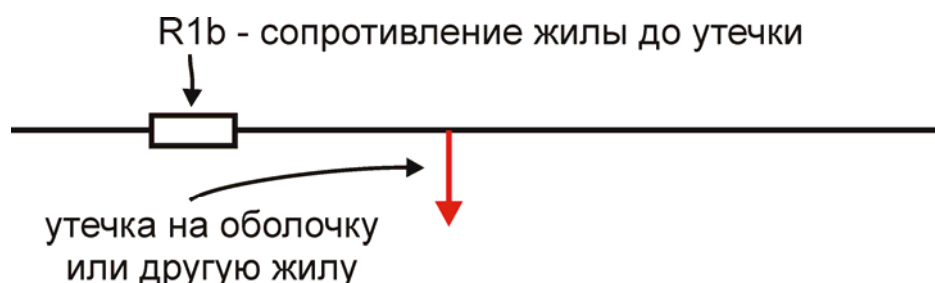 R1b - сопротивление жилы до утечки
утечка на оболочку
или другую жилу